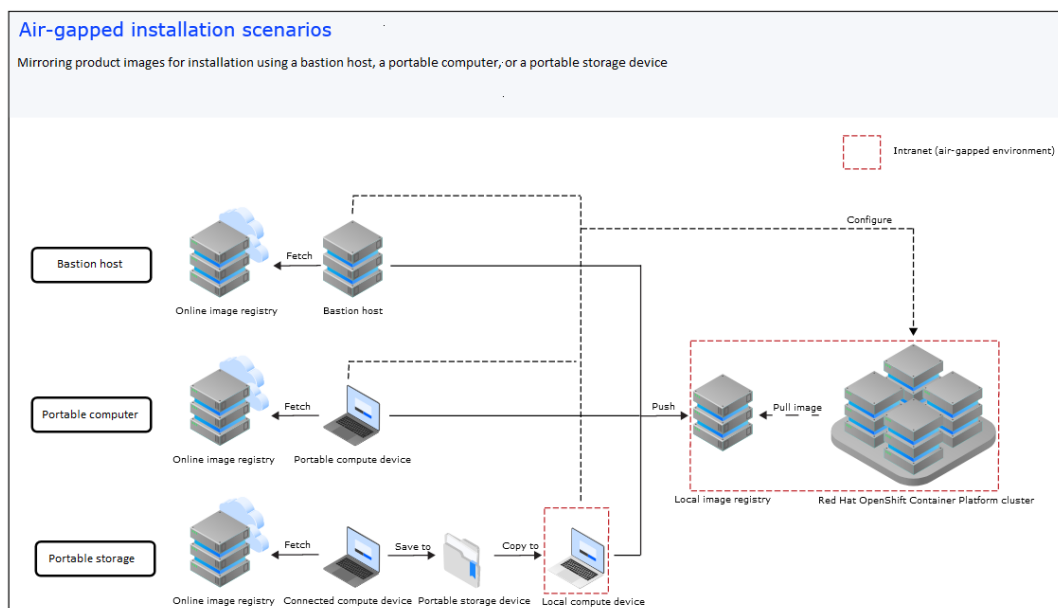 Air-gapped installation scenarios
Mirroring product images for installation using a bastion host, a portable computer, or a portable storage device
Intranet (air-gapped environment)
Configure
Bastion host
Fetch
Online image registry
Bastion host
Portable computer
Fetch
Push
Pull image
Online image registry
Portable compute device
Local image registry
Red Hat OpenShift Container Platform cluster
Portable storage
Fetch
Save to
Copy to
Online image registry
Connected compute device
Portable storage device
Local compute device